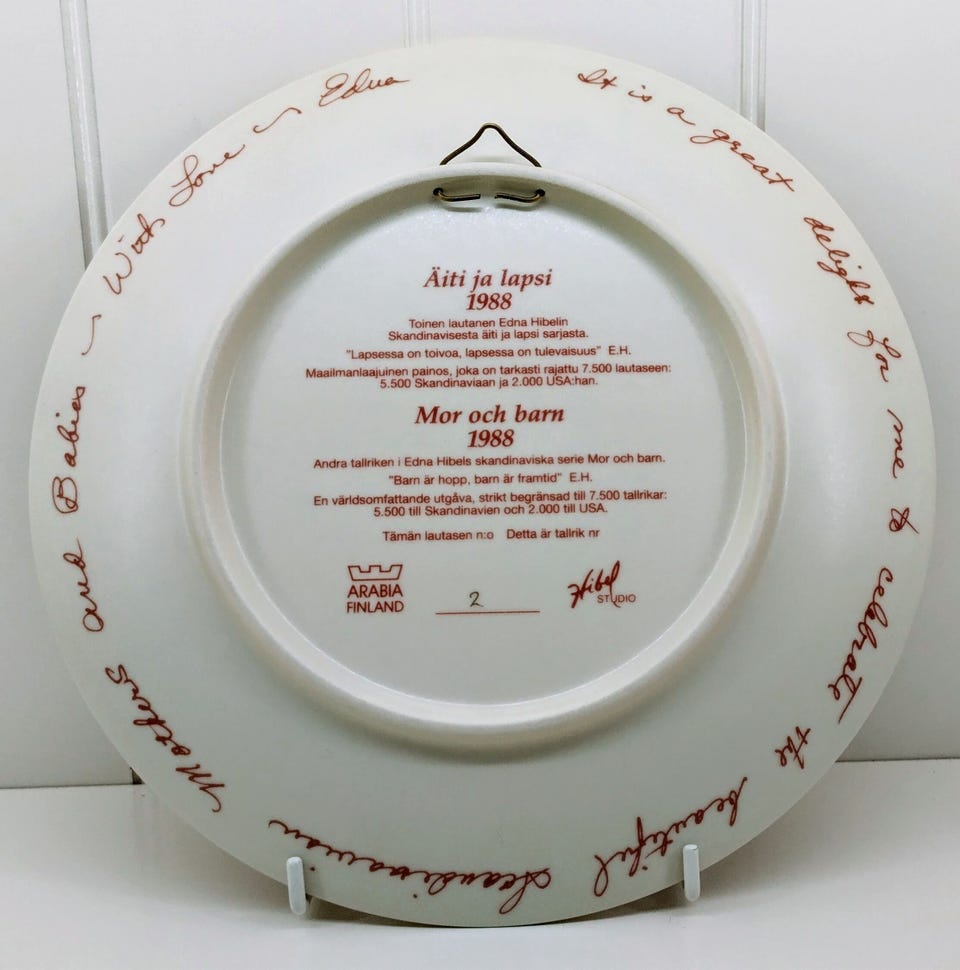 It is a great delight for me to celebrate the beautiful Scandinavian Mothers and Babies ~ With Love ~ Edna
Äiti ja lapsi
1988
Toinen lautanen Edna Hibelin
Skandinavisesta äiti ja lapsi sarjasta.
"Lapsessa on toivoa, lapsessa on tulevaisuus" E.H.
Maailmanlaajuinen painos, joka on tarkasti rajattu 7.500 lautaseen:
5.500 Skandinaviaan ja 2.000 USA:han.
Mor och barn
1988
Andra tallriken i Edna Hibels skandinaviska serie Mor och barn.
"Barn är hopp, barn är framtid" E.H.
En världsomfattande utgåva, strikt begränsad till 7.500 tallrikar:
5.500 till Skandinavien och 2.000 till USA.
Tämän lautasen n:o Detta är tallrik nr
ARABIA
FINLAND
2
Hibel
STUDIO